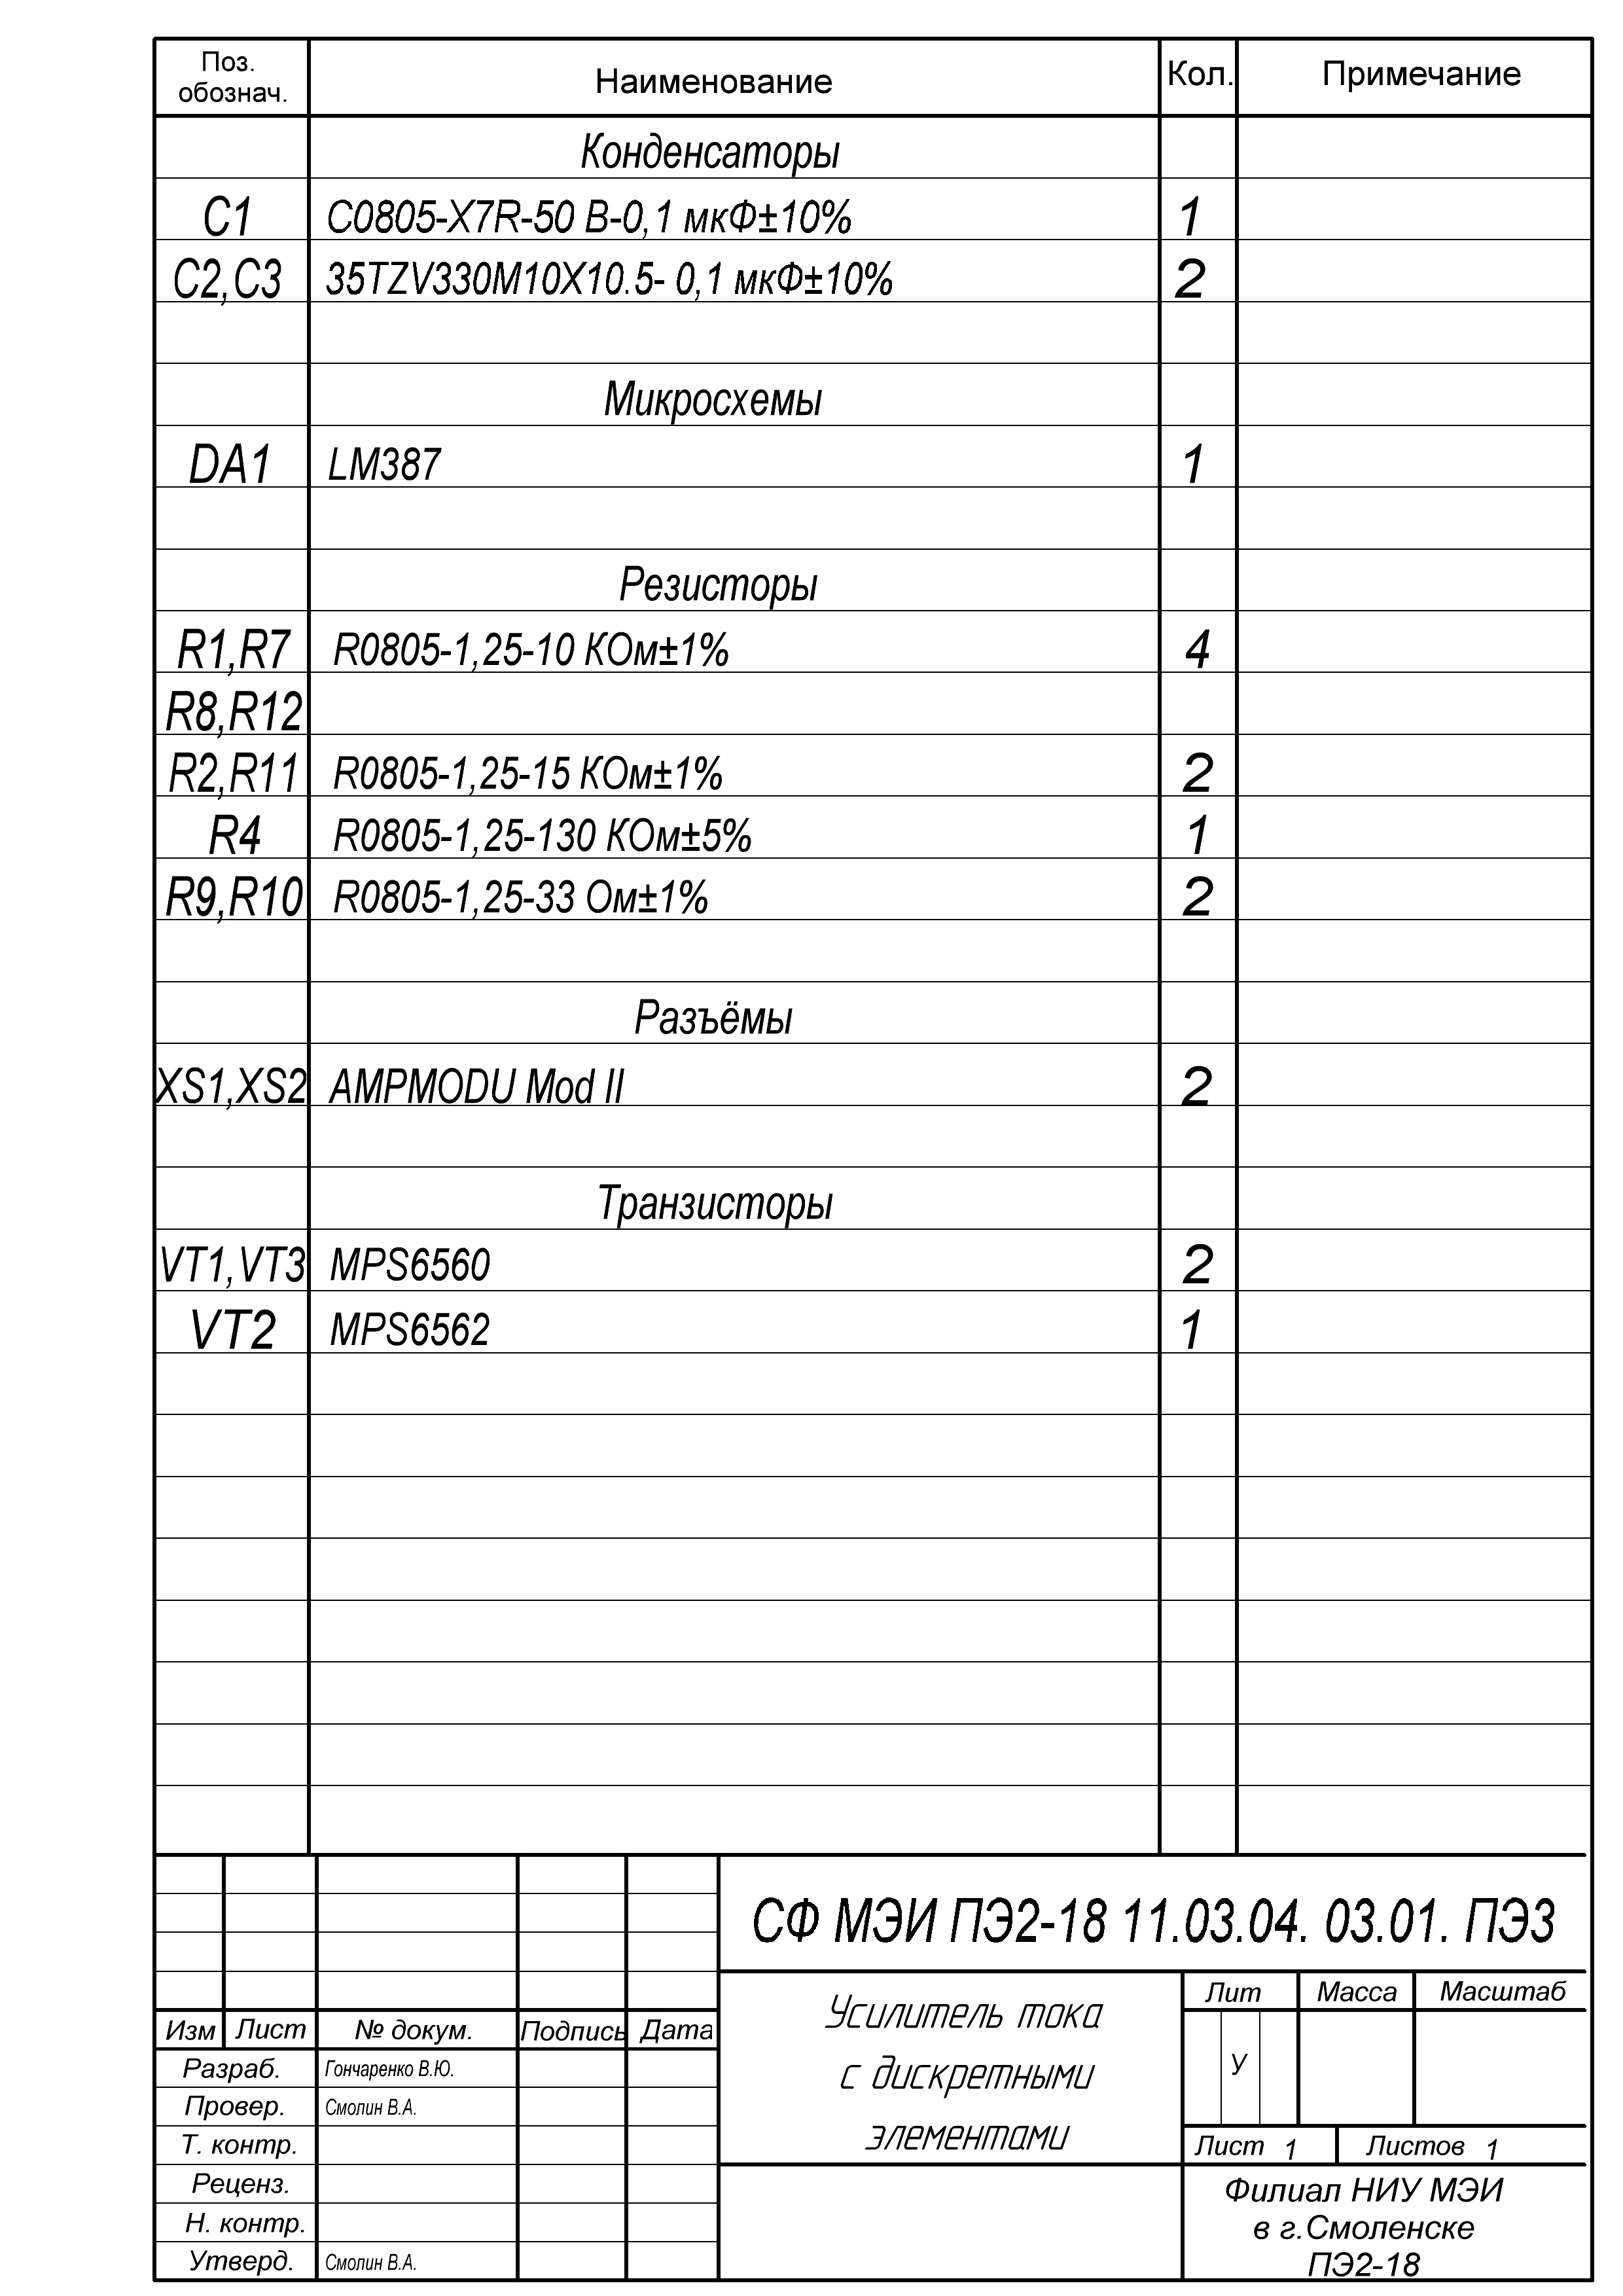 Поз. обознач. Наименование Кол. Примечание
Конденсаторы
C1 C0805-X7R-50 В-0,1 мкФ±10% 1
C2,C3 35TZV330M10X10.5- 0,1 мкФ±10% 2
Микросхемы
DA1 LM387 1
Резисторы
R1,R7 R0805-1,25-10 КОм±1% 4
R8,R12
R2,R11 R0805-1,25-15 КОм±1% 2
R4 R0805-1,25-130 КОм±5% 1
R9,R10 R0805-1,25-33 Ом±1% 2
Разъёмы
XS1,XS2 AMPMODU Mod II 2
Транзисторы
VT1,VT3 MPS6560 2
VT2 MPS6562 1
СФ МЭИ ПЭ2-18 11.03.04. 03.01. ПЭ3
Изм Лист № докум. Подпись Дата
Разраб. Гончаренко В.Ю.
Провер. Смолин В.А.
Т. контр.
Реценз.
Н. контр.
Утверд. Смолин В.А.
Усилитель тока
с дискретными
элементами
Лит Масса Масштаб
У
Лист 1 Листов 1
Филиал НИУ МЭИ
в г.Смоленске
ПЭ2-18